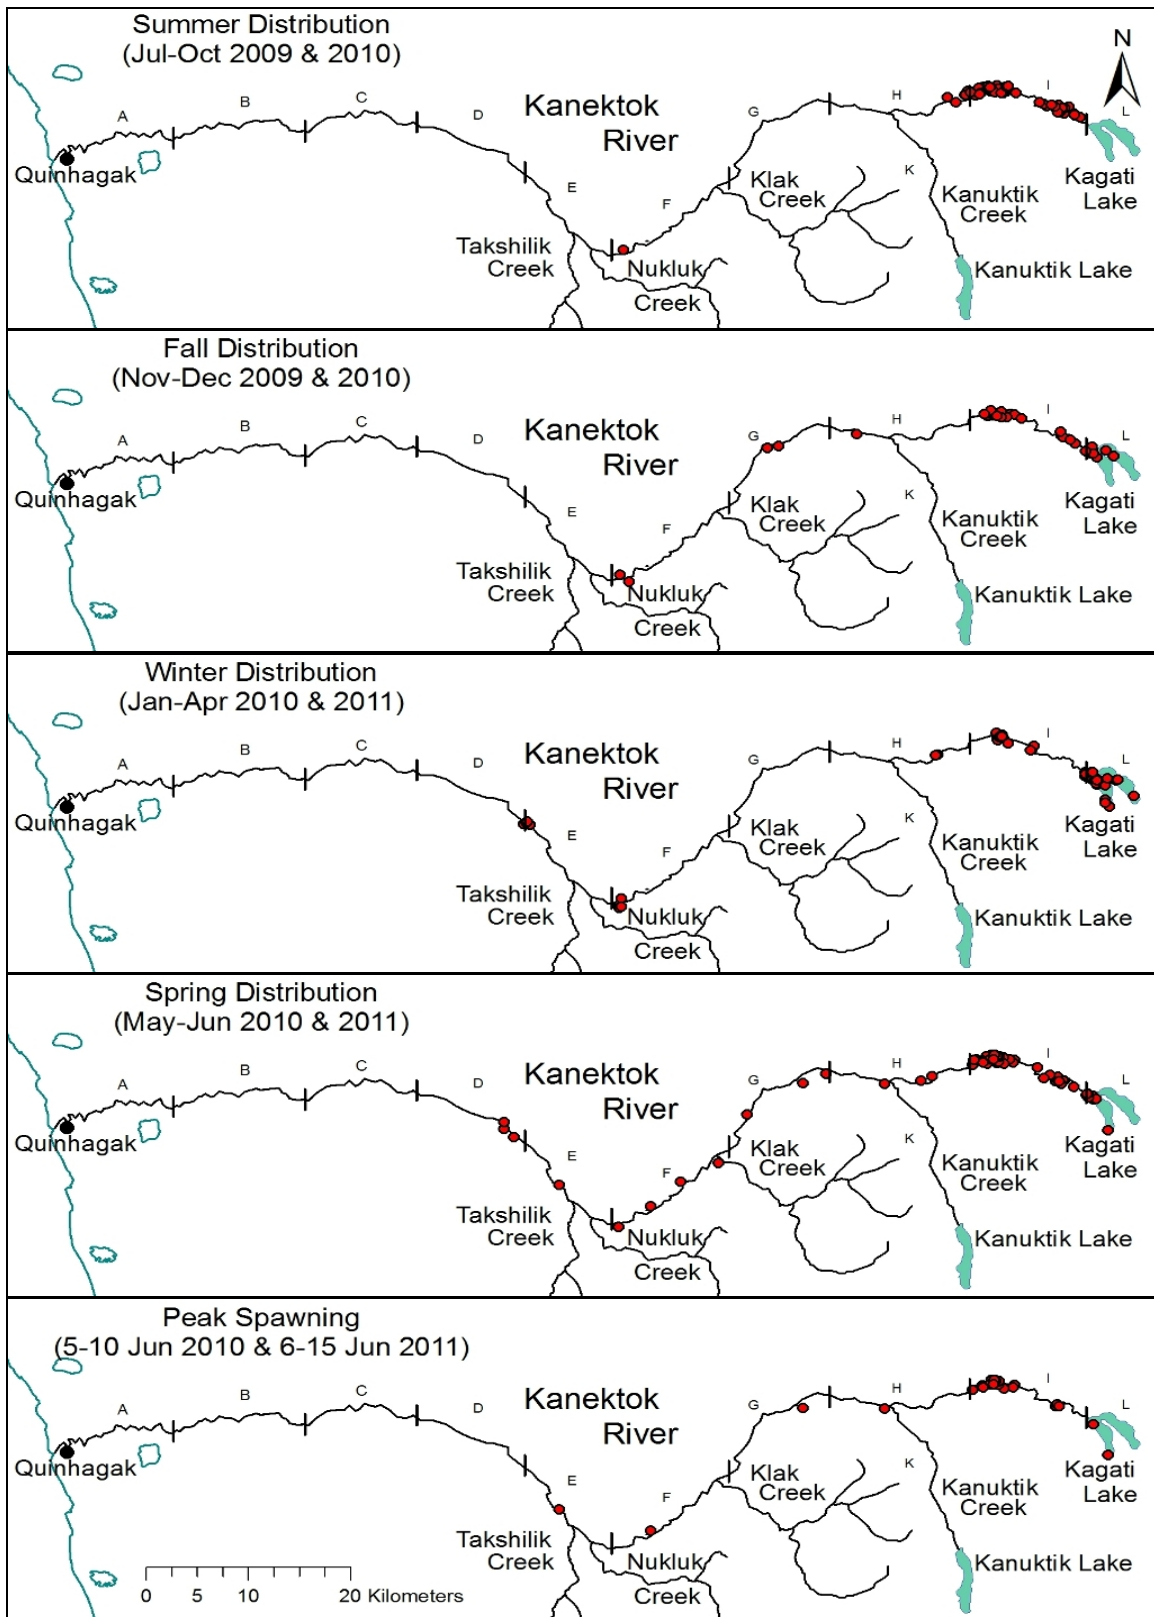 Summer Distribution
(Jul-Oct 2009 & 2010)
N
A
B
C
D
Kanektok
River
G
H
I
L
Quinhagak
E
F
Klak
Creek
K
Kanuktik
Creek
Kagati
Lake
Takshilik
Creek
Nukluk
Creek
Kanuktik Lake
Fall Distribution
(Nov-Dec 2009 & 2010)
A
B
C
D
Kanektok
River
G
H
I
L
Quinhagak
E
F
Klak
Creek
K
Kanuktik
Creek
Kagati
Lake
Takshilik
Creek
Nukluk
Creek
Kanuktik Lake
Winter Distribution
(Jan-Apr 2010 & 2011)
A
B
C
D
Kanektok
River
G
H
I
L
Quinhagak
E
F
Klak
Creek
K
Kanuktik
Creek
Kagati
Lake
Takshilik
Creek
Nukluk
Creek
Kanuktik Lake
Spring Distribution
(May-Jun 2010 & 2011)
A
B
C
D
Kanektok
River
G
H
I
L
Quinhagak
E
F
Klak
Creek
K
Kanuktik
Creek
Kagati
Lake
Takshilik
Creek
Nukluk
Creek
Kanuktik Lake
Peak Spawning
(5-10 Jun 2010 & 6-15 Jun 2011)
A
B
C
D
Kanektok
River
G
H
I
L
Quinhagak
E
F
Klak
Creek
K
Kanuktik
Creek
Kagati
Lake
Takshilik
Creek
Nukluk
Creek
Kanuktik Lake
0 5 10 20 Kilometers